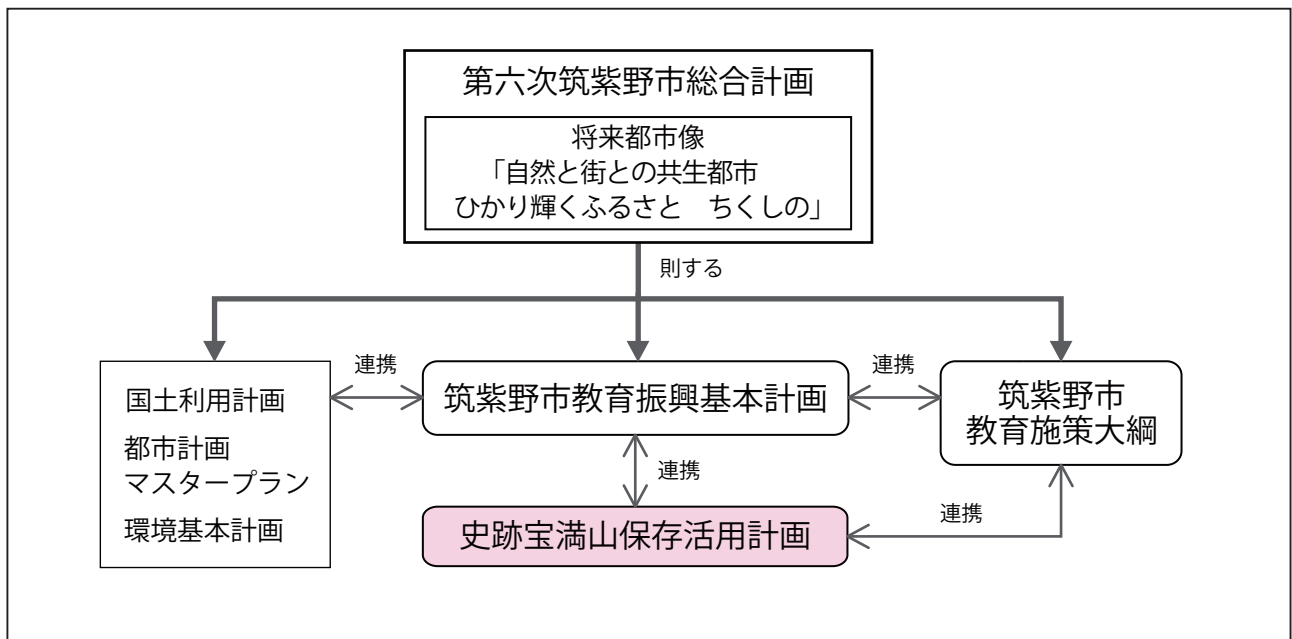 第六次筑紫野市総合計画
将来都市像
「自然と街との共生都市
ひかり輝くふるさと　ちくしの」
則する
国土利用計画
都市計画
マスタープラン
環境基本計画
連携
筑紫野市教育振興基本計画
連携
筑紫野市
教育施策大綱
連携
史跡宝満山保存活用計画
連携